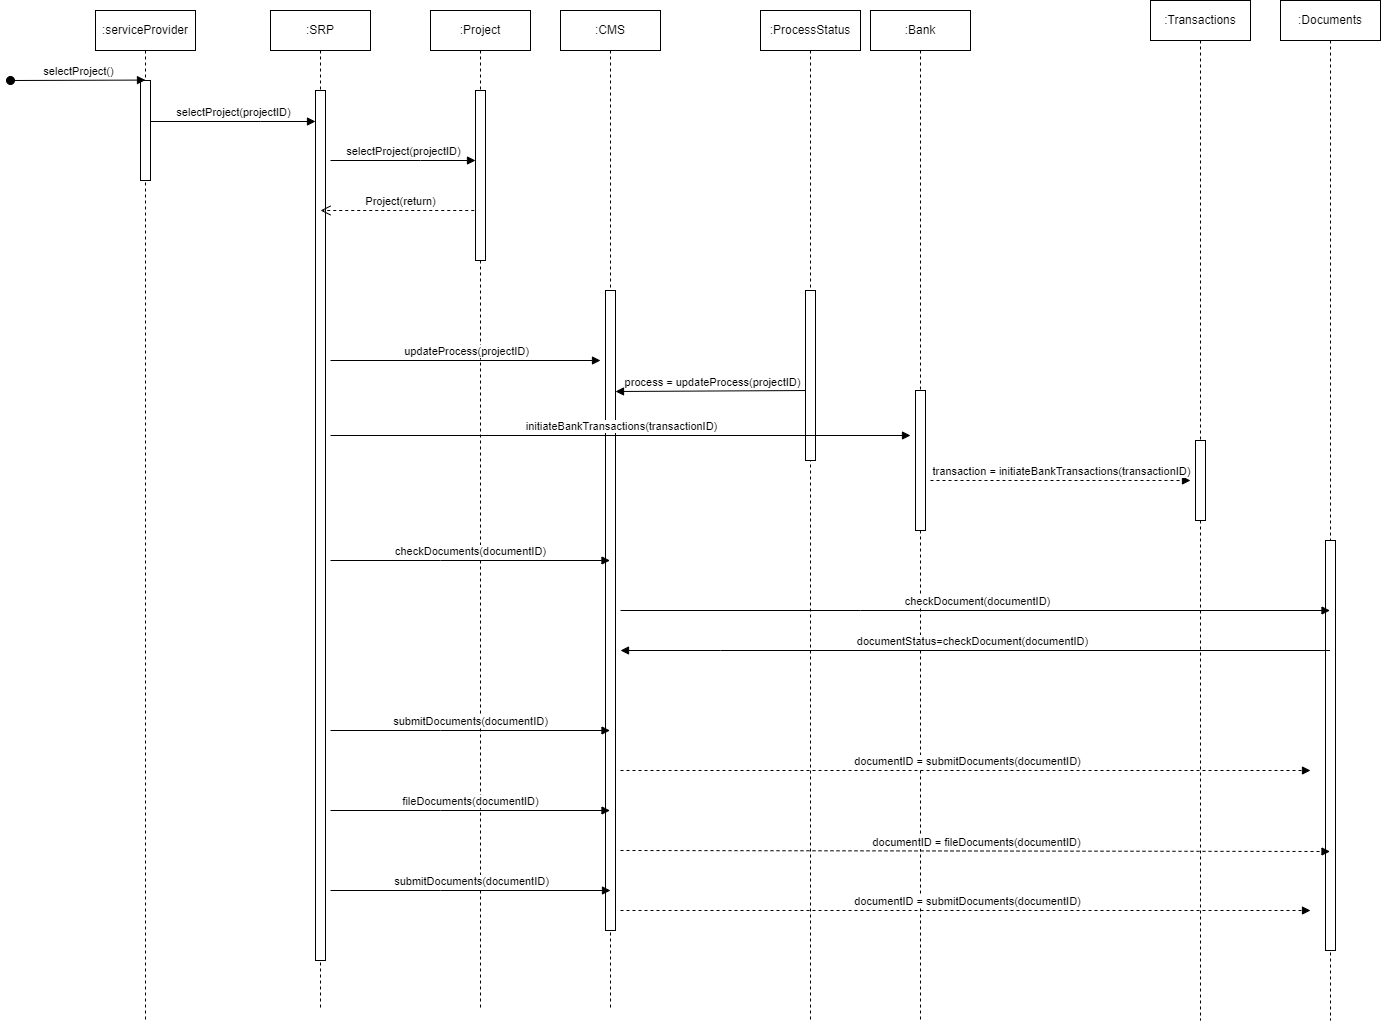 :serviceProvider
:SRP
:Project
:CMS
:ProcessStatus
:Bank
:Transactions
:Documents
selectProject()
selectProject(projectID)
selectProject(projectID)
Project(return)
updateProcess(projectID)
process = updateProcess(projectID)
initiateBankTransactions(transactionID)
transaction = initiateBankTransactions(transactionID)
checkDocuments(documentID)
checkDocument(documentID)
documentStatus=checkDocument(documentID)
submitDocuments(documentID)
documentID = submitDocuments(documentID)
fileDocuments(documentID)
documentID = fileDocuments(documentID)
submitDocuments(documentID)
documentID = submitDocuments(documentID)